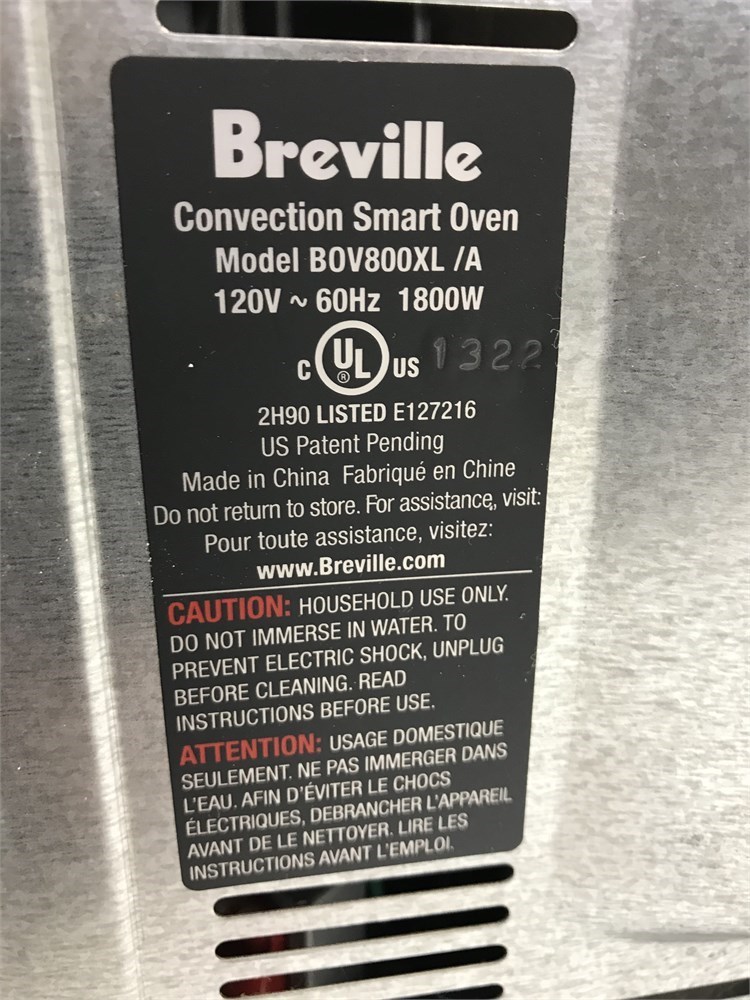 Breville
Convection Smart Oven
Model BOV800XL /A
120V ~ 60Hz 1800W
C UL ® US 1322
2H90 LISTED E127216
US Patent Pending
Made in China Fabriqué en Chine
Do not return to store. For assistance, visit:
Pour toute assistance, visitez:
www.Breville.com
CAUTION: HOUSEHOLD USE ONLY.
DO NOT IMMERSE IN WATER. TO
PREVENT ELECTRIC SHOCK, UNPLUG
BEFORE CLEANING. READ
INSTRUCTIONS BEFORE USE.
ATTENTION: USAGE DOMESTIQUE
SEULEMENT. NE PAS IMMERGER DANS
L'EAU. AFIN D'ÉVITER LE CHOCS
ÉLECTRIQUES, DEBRANCHER L'APPAREIL
AVANT DE LE NETTOYER. LIRE LES
INSTRUCTIONS AVANT L'EMPLOI.